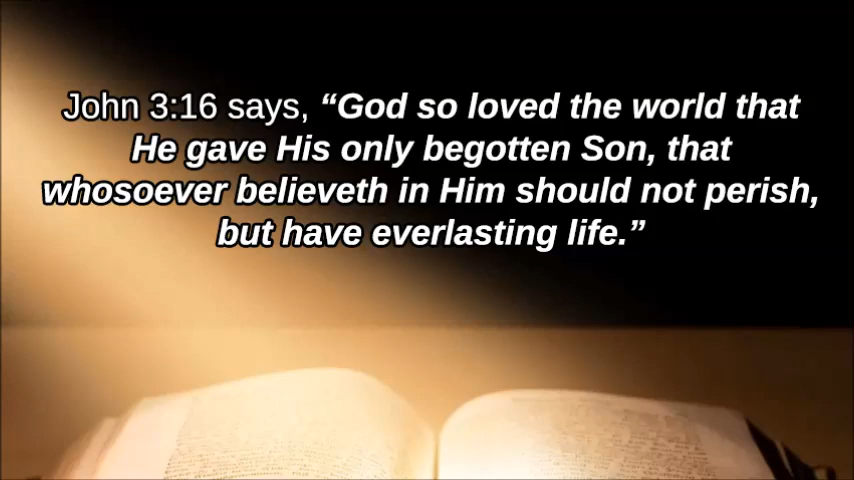 John 3:16 says, “God so loved the world that
He gave His only begotten Son, that
whosoever believeth in Him should not perish,
but have everlasting life.”